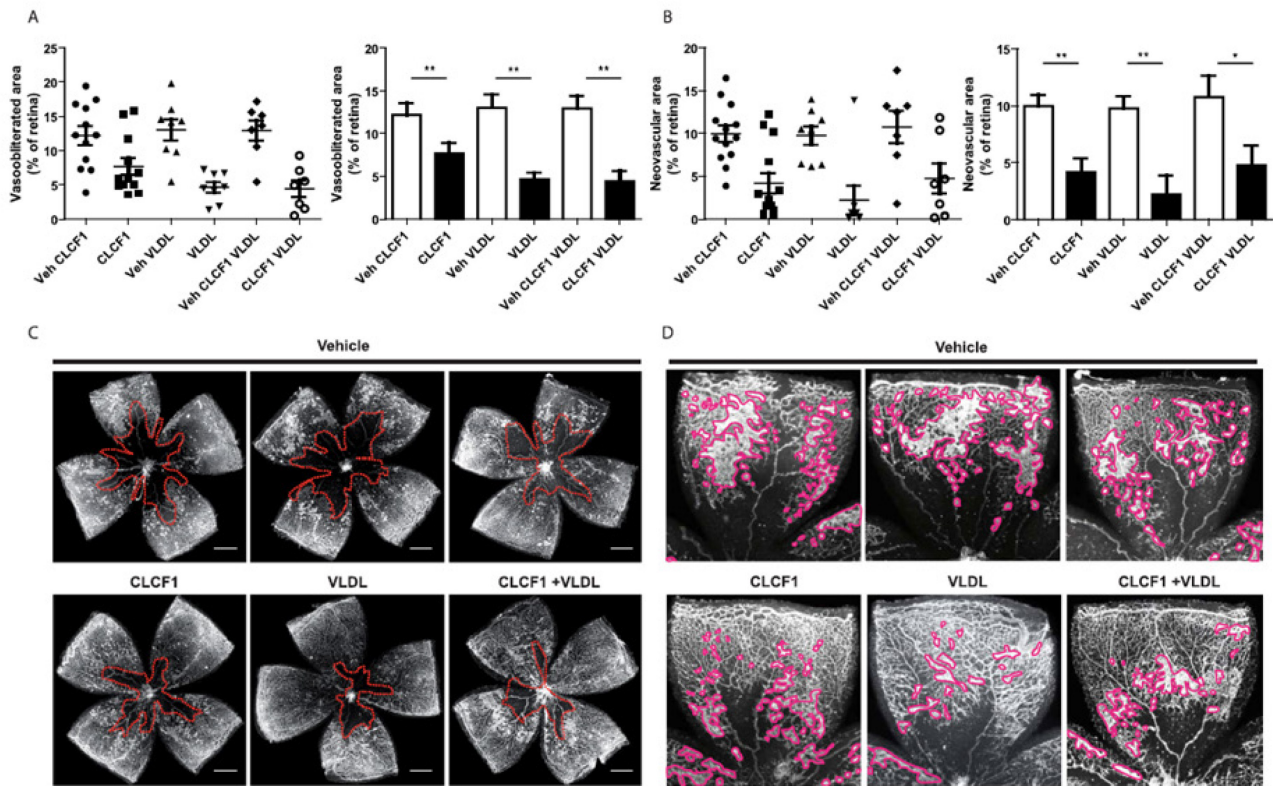 A
B
Vasoobliterated area
(% of retina)
25
20
15
10
5
0
Veh CLCF1
CLCF1
Veh VLDL
VLDL
Veh CLCF1 VLDL
CLCF1 VLDL
Vasoobliterated area
(% of retina)
20
15
10
5
0
**
**
**
Veh CLCF1
CLCF1
Veh VLDL
VLDL
Veh CLCF1 VLDL
CLCF1 VLDL
Neovascular area
(% of retina)
20
15
10
5
0
Veh CLCF1
CLCF1
Veh VLDL
VLDL
Veh CLCF1 VLDL
CLCF1 VLDL
Neovascular area
(% of retina)
15
10
5
0
**
**
*
Veh CLCF1
CLCF1
Veh VLDL
VLDL
Veh CLCF1 VLDL
CLCF1 VLDL
C
Vehicle
CLCF1
VLDL
CLCF1 +VLDL
D
Vehicle
CLCF1
VLDL
CLCF1 +VLDL